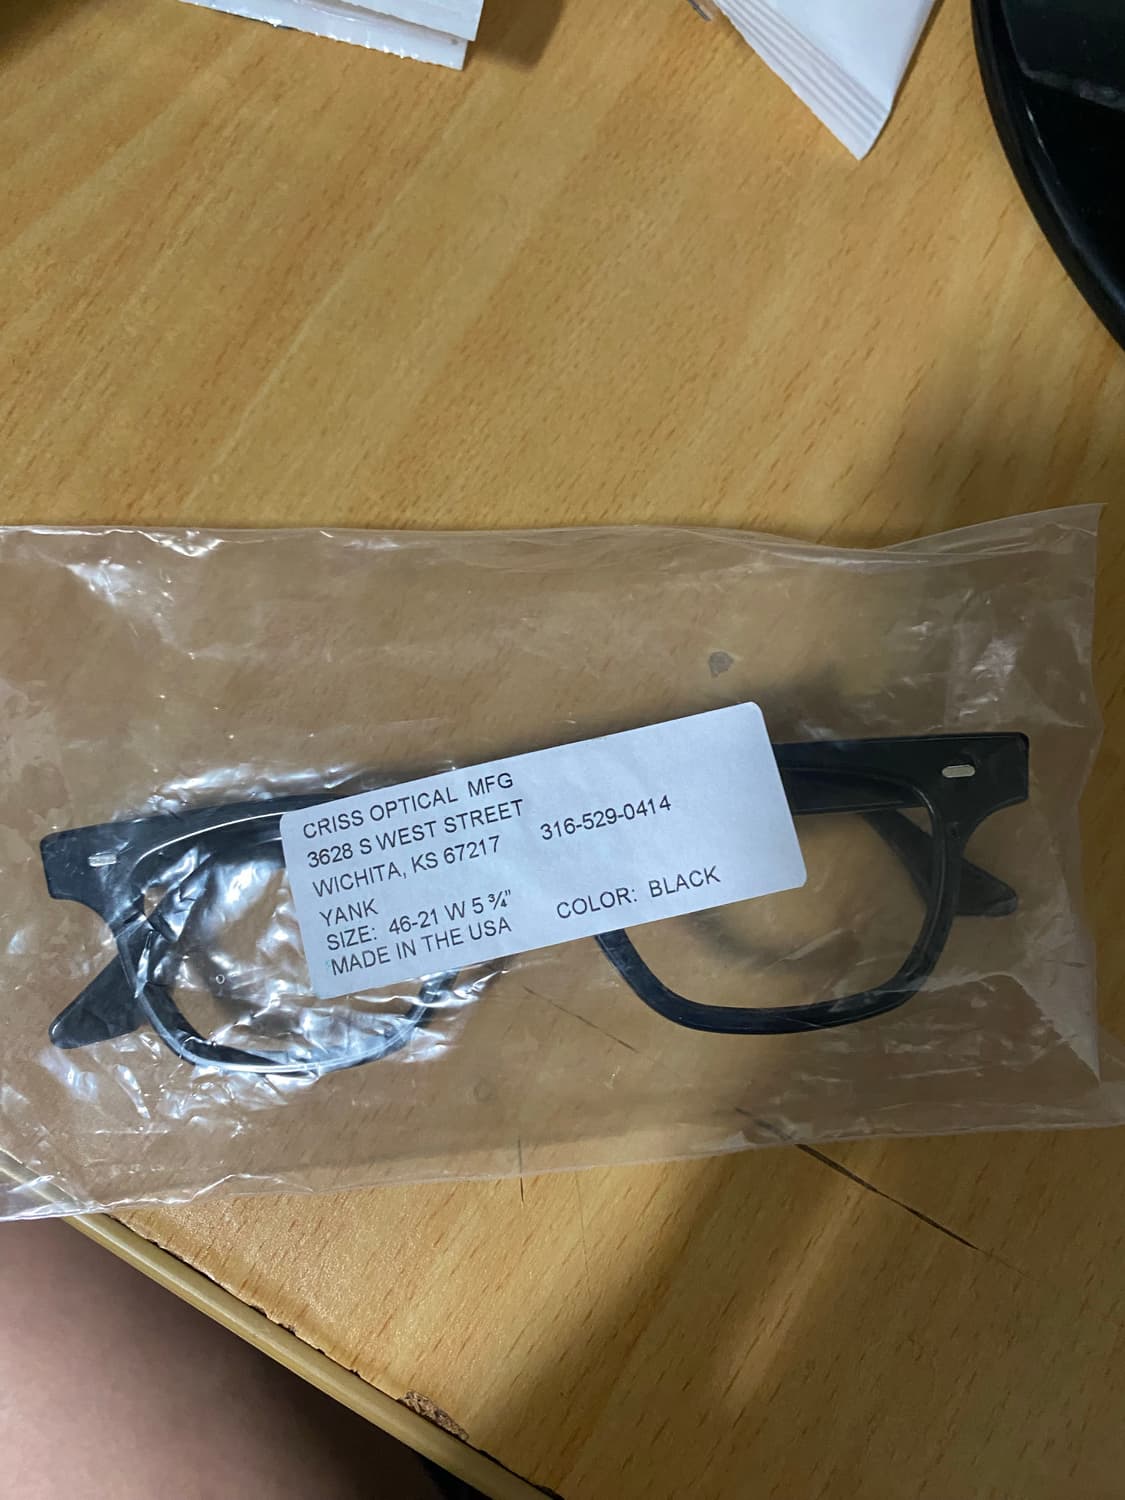 CRISS OPTICAL MFG
3628 S WEST STREET 316-529-0414
WICHITA, KS 67217
YANK
SIZE: 46-21 W 5 ¾" COLOR: BLACK
MADE IN THE USA